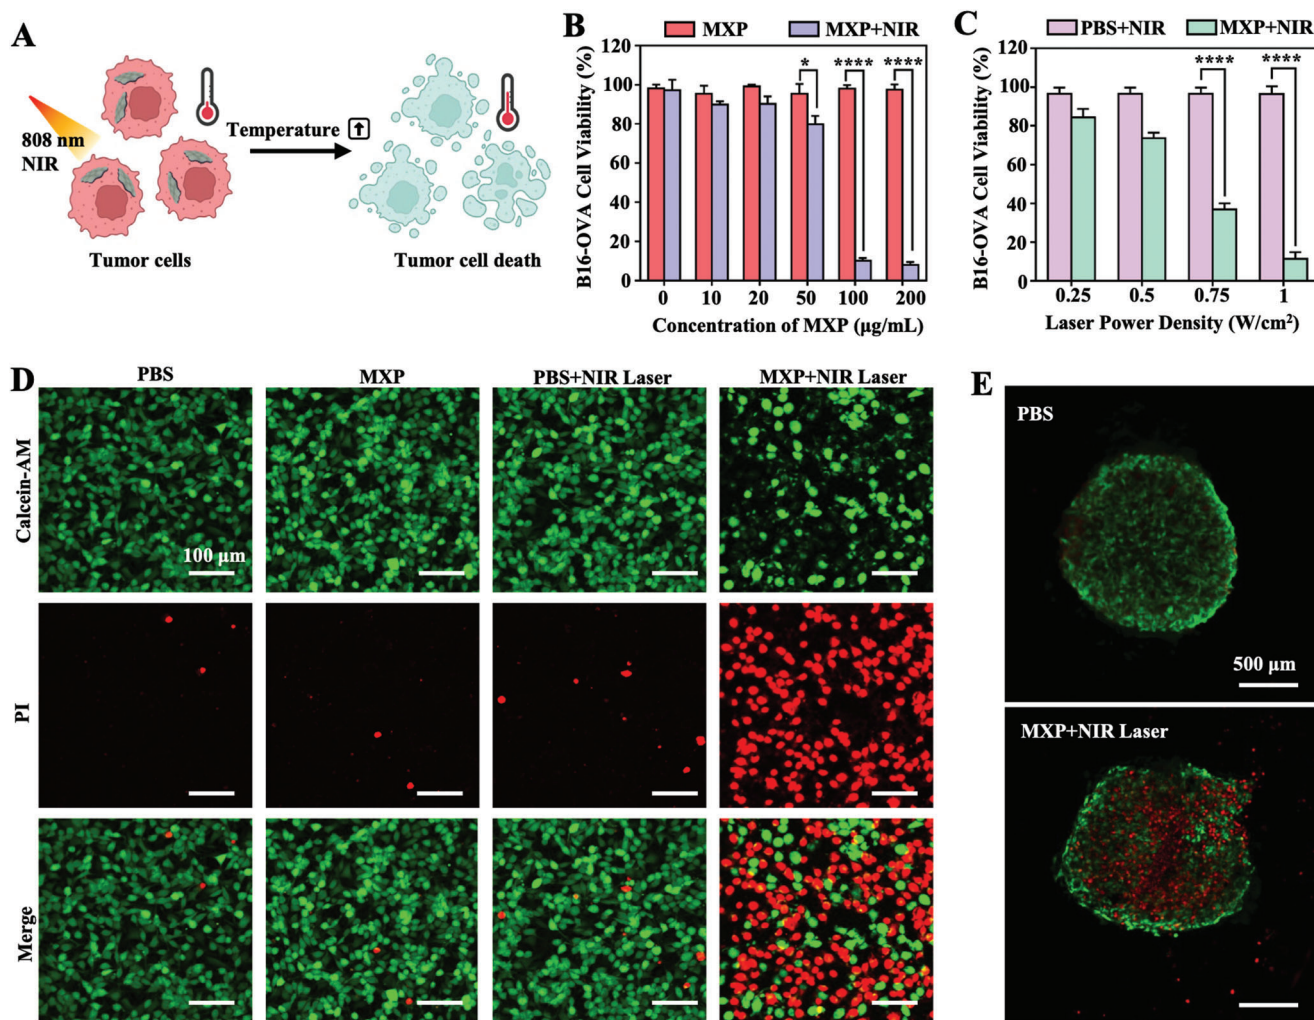 A
808 nm
NIR
Temperature
Tumor cells
Tumor cell death
B
MXP
MXP+NIR
B16-OVA Cell Viability (%)
120
100
80
60
40
20
0
*
****
****
0
10
20
50
100
200
Concentration of MXP (µg/mL)
C
PBS+NIR
MXP+NIR
B16-OVA Cell Viability (%)
120
100
80
60
40
20
0
****
****
0.25
0.5
0.75
1
Laser Power Density (W/cm²)
D
PBS
MXP
PBS+NIR Laser
MXP+NIR Laser
Calcein-AM
100 µm
PI
Merge
E
PBS
500 µm
MXP+NIR Laser